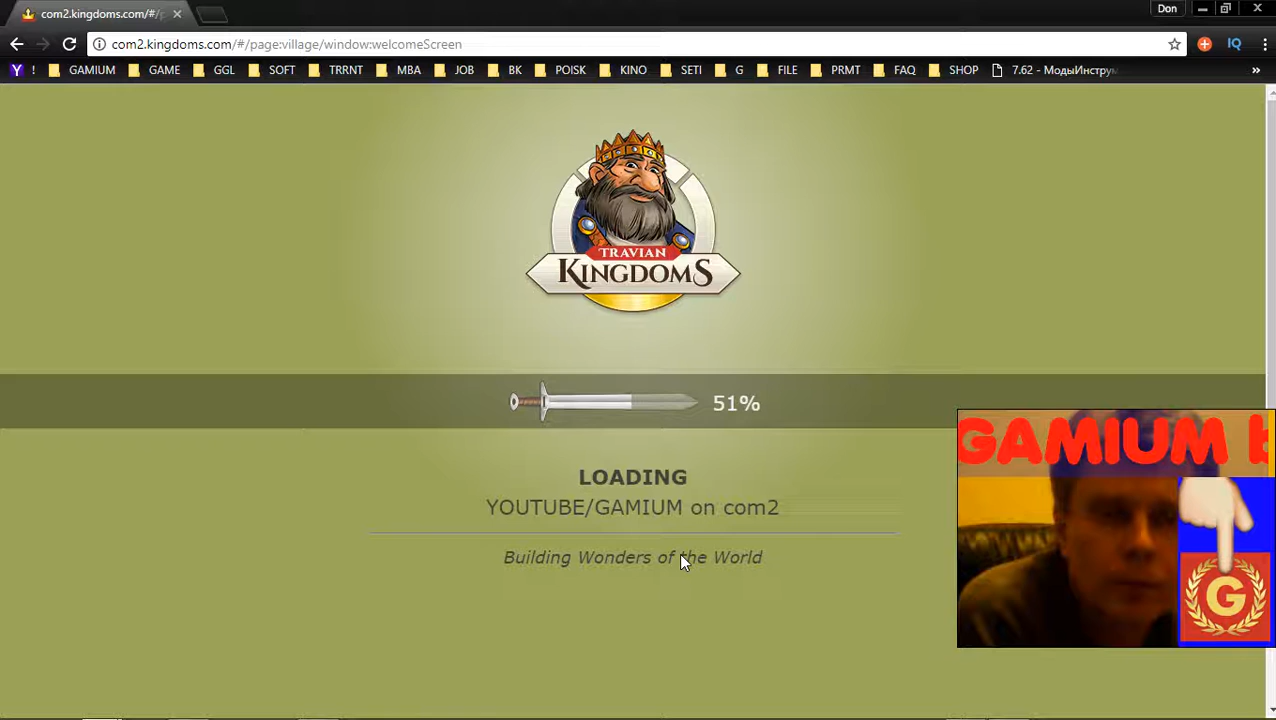 com2.kingdoms.com/#/p
Don
com2.kingdoms.com/#/page:village/window:welcomeScreen
IQ
Y ! GAMIUM GAME GGL SOFT TRRNT MBA JOB BK POISK KINO SETI G FILE PRMT FAQ SHOP 7.62 - МодыИнструм »
TRAVIAN
KINGDOMS
51%
GAMIUM
LOADING
YOUTUBE/GAMIUM on com2
Building Wonders of the World
G